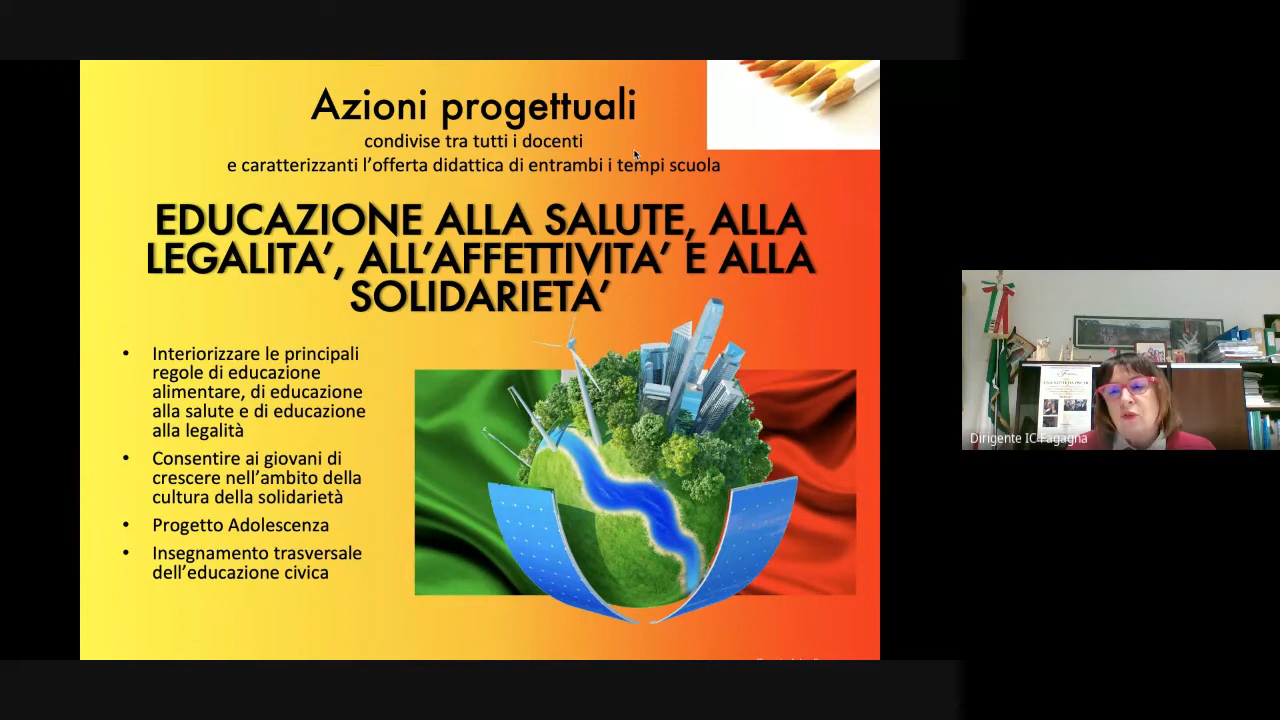 Azioni progettuali
condivise tra tutti i docenti
e caratterizzanti l’offerta didattica di entrambi i tempi scuola
EDUCAZIONE ALLA SALUTE, ALLA
LEGALITA’, ALL’AFFETTIVITA’ E ALLA
SOLIDARIETA’
• Interiorizzare le principali
regole di educazione
alimentare, di educazione
alla salute e di educazione
alla legalità
• Consentire ai giovani di
crescere nell’ambito della
cultura della solidarietà
• Progetto Adolescenza
• Insegnamento trasversale
dell’educazione civica
Dirigente IC Fagagna